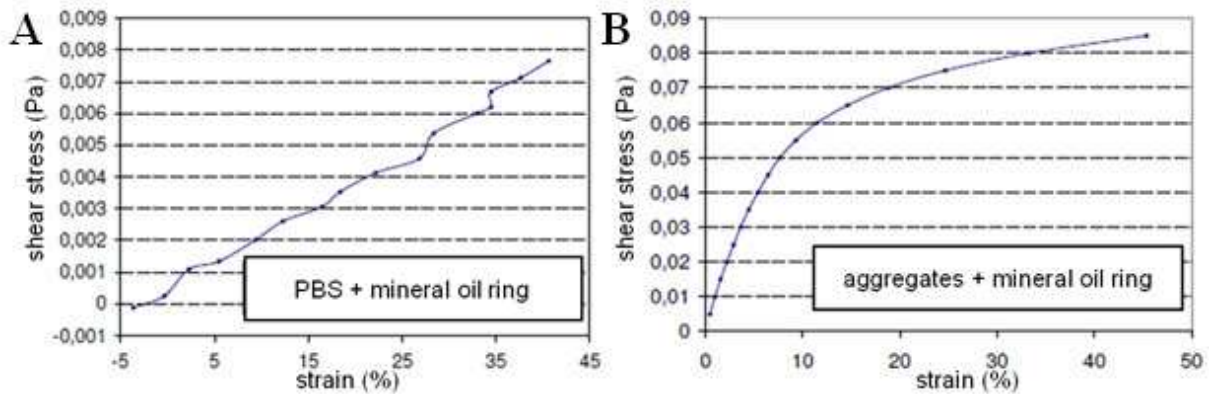 A
0,009
0,008
0,007
0,006
0,005
0,004
0,003
0,002
0,001
0
-0,001
shear stress (Pa)
PBS + mineral oil ring
-5 5 15 25 35 45
strain (%)
B
0,09
0,08
0,07
0,06
0,05
0,04
0,03
0,02
0,01
0
shear stress (Pa)
aggregates + mineral oil ring
0 10 20 30 40 50
strain (%)